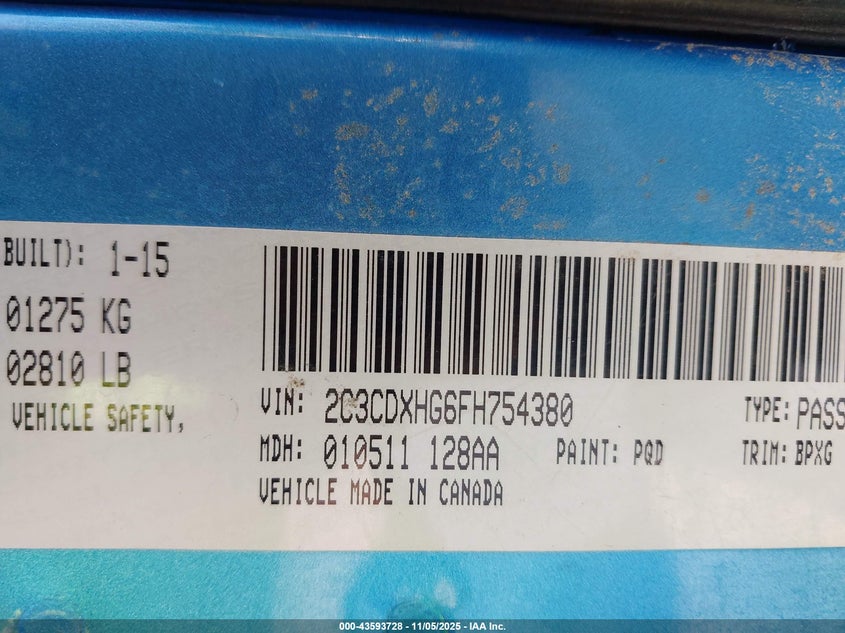 BUILT): 1-15
01275 KG
02810 LB
VEHICLE SAFETY,
VIN: 2C3CDXHG6FH754380
TYPE: PASS
MDH: 010511 128AA
PAINT: PQD
TRIM: BPXG
VEHICLE MADE IN CANADA
000-43593728 - 11/05/2025 - IAA Inc.